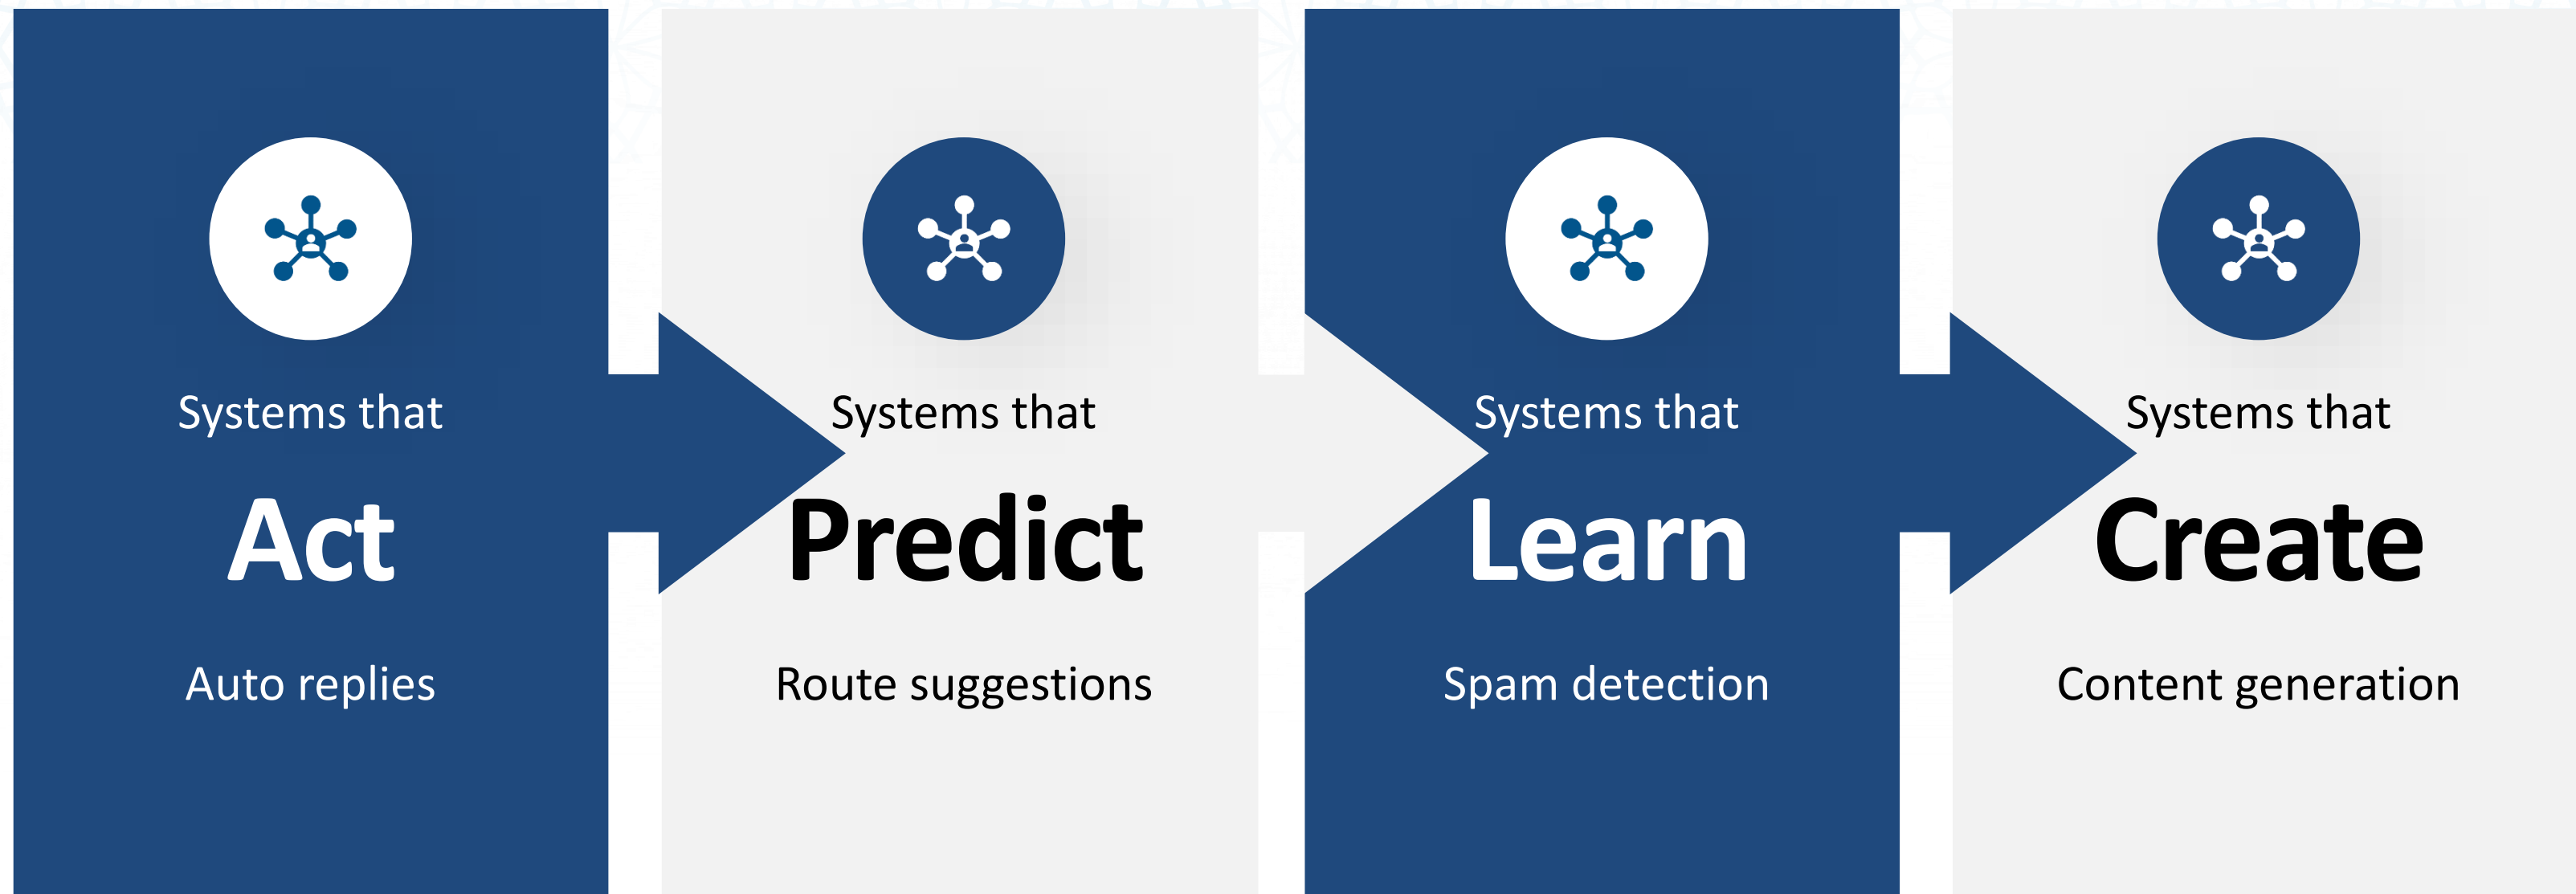 Systems that
Act
Auto replies
Systems that
Predict
Route suggestions
Systems that
Learn
Spam detection
Systems that
Create
Content generation